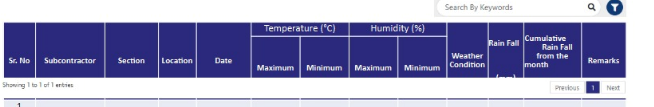 Search By Keywords
Temperature (°C) Humidity (%)
Sr. No Subcontractor Section Location Date Maximum Minimum Maximum Minimum Weather Condition Rain Fall (mm) Cumulative Rain Fall from the month Remarks
Showing 1 to 1 of 1 entries
Previous 1 Next
1